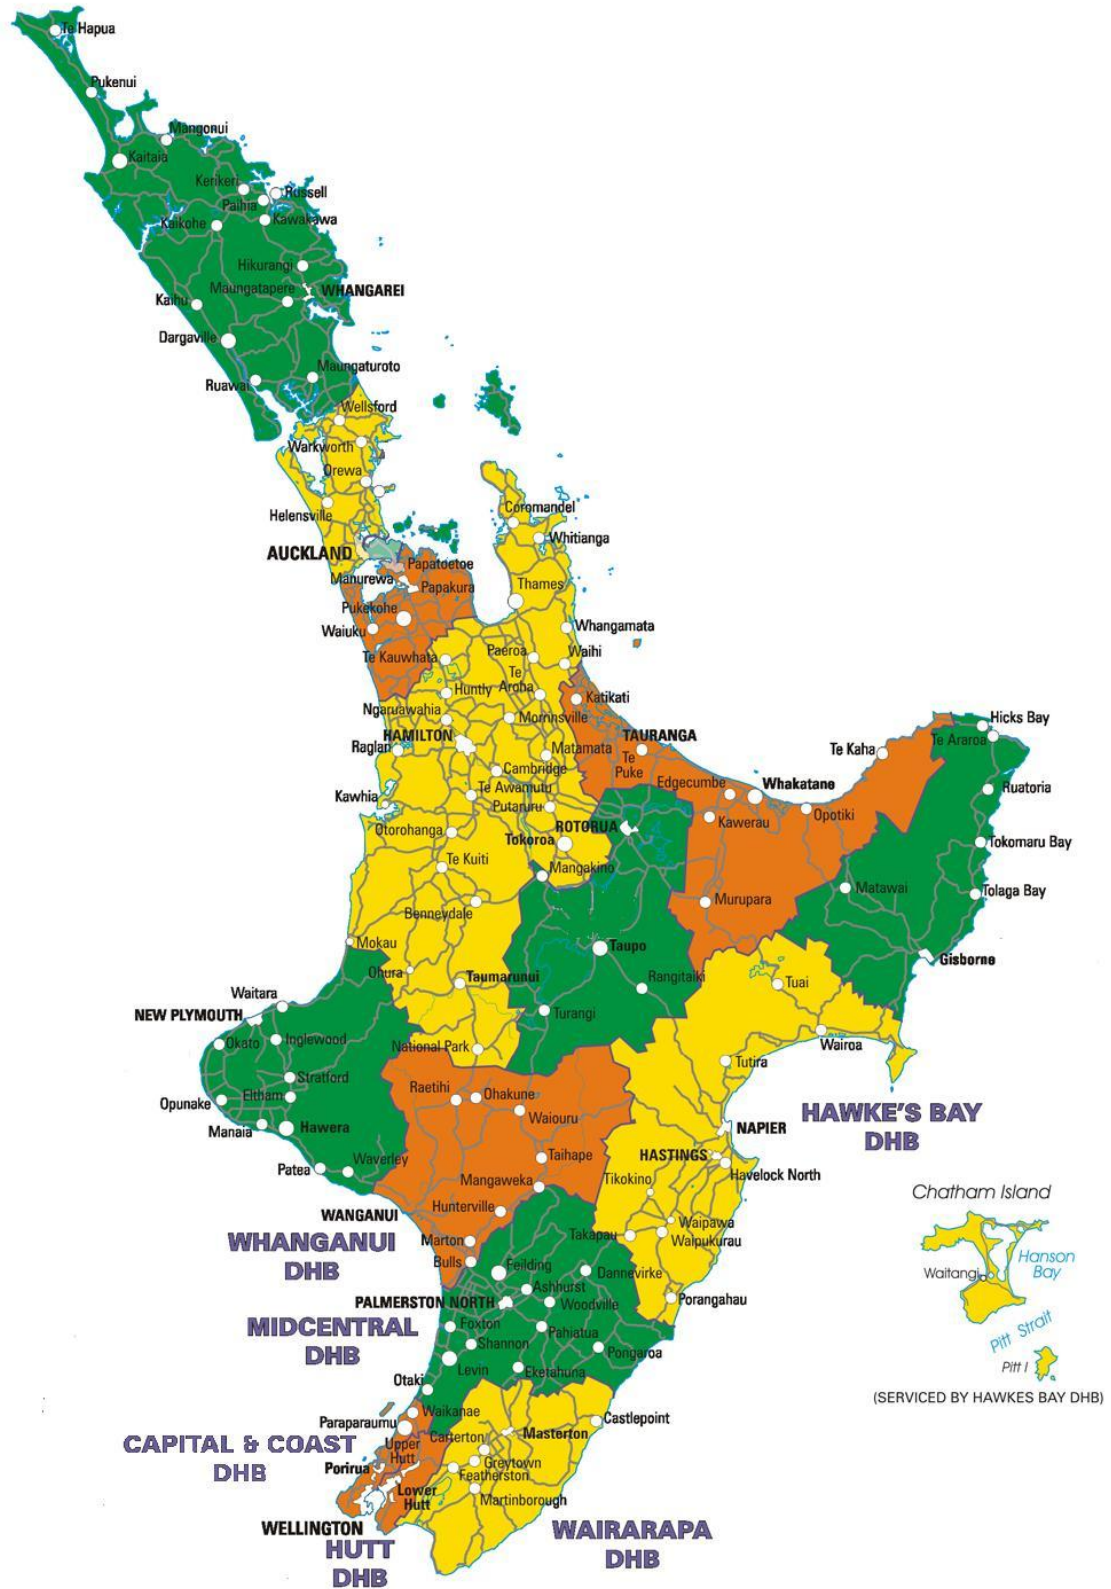 Te Hapua
Pukenui
Mangonui
Kaitaia
Kerikeri
Russell
Paihia
Kaikohe
Kawakawa
Hikurangi
Maungatapere
WHANGAREI
Kaihu
Dargaville
Maungaturoto
Ruawai
Wellsford
Warkworth
Orewa
Helensville
Coromandel
Whitianga
AUCKLAND
Papatoetoe
Manurewa
Papakura
Thames
Pukekohe
Waiuku
Whangamata
Te Kauwhata
Paeroa
Waihi
Te
Aroha
Huntly
Katikati
Ngaruawahia
Morrinsville
HAMILTON
TAURANGA
Hicks Bay
Te Araroa
Raglan
Matamata
Te
Puke
Te Kaha
Cambridge
Edgecumbe
Whakatane
Te Awamutu
Ruatoria
Kawhia
Putaruru
Opotiki
Kawerau
Otorohanga
ROTORUA
Tokoroa
Tokomaru Bay
Te Kuiti
Mangakino
Matawai
Tolaga Bay
Murupara
Benneydale
Mokau
Taupo
Gisborne
Ohura
Taumarunui
Rangitaiki
Tuai
Waitara
NEW PLYMOUTH
Turangi
Okato
Inglewood
National Park
Wairoa
Tutira
Stratford
Raetihi
Ohakune
Eltham
Opunake
Waiouru
HAWKE'S BAY
DHB
Manaia
Hawera
NAPIER
Waverley
Taihape
HASTINGS
Patea
Havelock North
Mangaweka
Tikokino
Chatham Island
Hunterville
WANGANUI
Waipawa
Takapau
Waipukurau
WHANGANUI
DHB
Marton
Bulls
Hanson
Bay
Waitangi
Feilding
Dannevirke
Ashhurst
PALMERSTON NORTH
Woodville
Porangahau
MIDCENTRAL
DHB
Foxton
Pahiatua
Pitt Strait
Shannon
Pongaroa
Levin
Eketahuna
Pitt I
Otaki
(SERVICED BY HAWKES BAY DHB)
Waikanae
Paraparaumu
Castlepoint
CAPITAL & COAST
DHB
Upper
Hutt
Carterton
Masterton
Porirua
Greytown
Featherston
Lower
Hutt
Martinborough
WELLINGTON
HUTT
DHB
WAIRARAPA
DHB